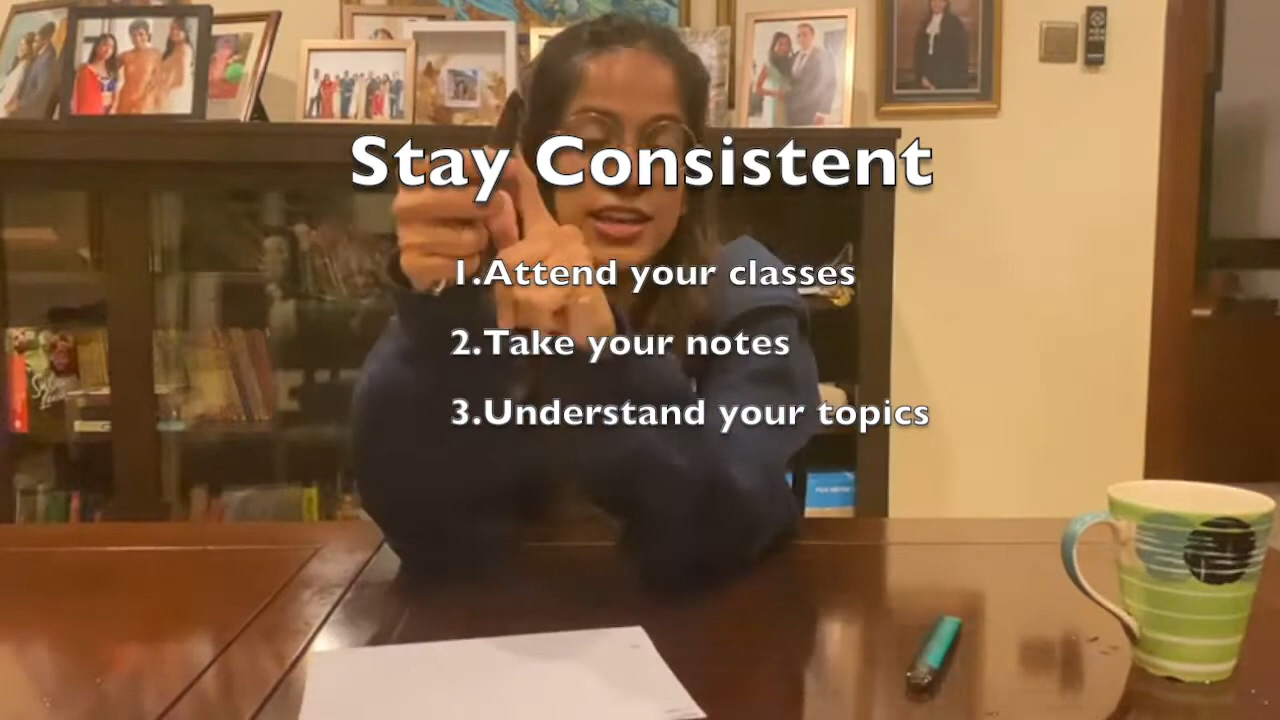 Stay Consistent
1.Attend your classes
2.Take your notes
3.Understand your topics